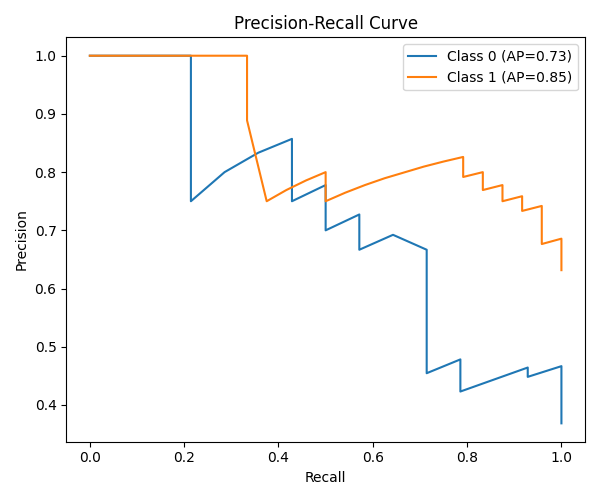 Precision-Recall Curve
Class 0 (AP=0.73)
Class 1 (AP=0.85)
Precision
1.0
0.9
0.8
0.7
0.6
0.5
0.4
0.0 0.2 0.4 0.6 0.8 1.0
Recall